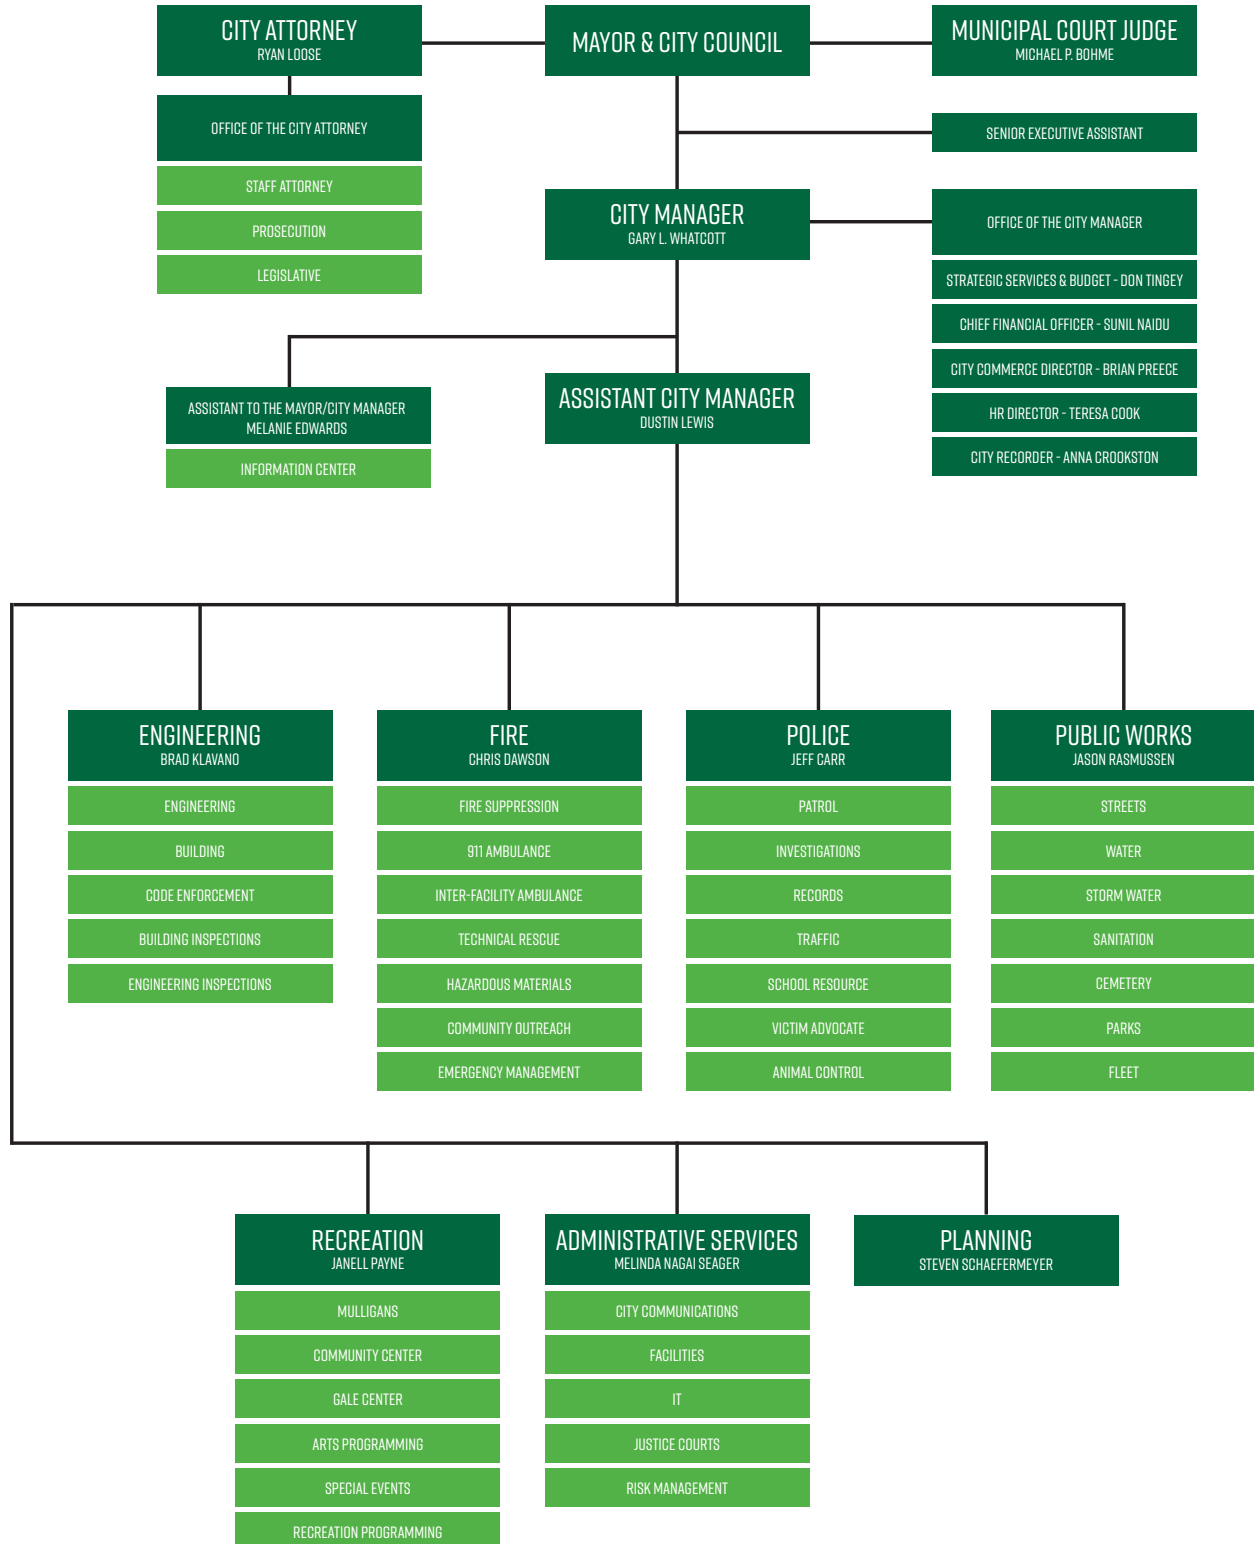 CITY ATTORNEY
RYAN LOOSE
MAYOR & CITY COUNCIL
MUNICIPAL COURT JUDGE
MICHAEL P. BOHME
OFFICE OF THE CITY ATTORNEY
STAFF ATTORNEY
PROSECUTION
LEGISLATIVE
SENIOR EXECUTIVE ASSISTANT
CITY MANAGER
GARY L. WHATCOTT
OFFICE OF THE CITY MANAGER
STRATEGIC SERVICES & BUDGET - DON TINGEY
CHIEF FINANCIAL OFFICER - SUNIL NAIDU
CITY COMMERCE DIRECTOR - BRIAN PREECE
HR DIRECTOR - TERESA COOK
CITY RECORDER - ANNA CROOKSTON
ASSISTANT TO THE MAYOR/CITY MANAGER
MELANIE EDWARDS
INFORMATION CENTER
ASSISTANT CITY MANAGER
DUSTIN LEWIS
ENGINEERING
BRAD KLAVANO
ENGINEERING
BUILDING
CODE ENFORCEMENT
BUILDING INSPECTIONS
ENGINEERING INSPECTIONS
FIRE
CHRIS DAWSON
FIRE SUPPRESSION
911 AMBULANCE
INTER-FACILITY AMBULANCE
TECHNICAL RESCUE
HAZARDOUS MATERIALS
COMMUNITY OUTREACH
EMERGENCY MANAGEMENT
POLICE
JEFF CARR
PATROL
INVESTIGATIONS
RECORDS
TRAFFIC
SCHOOL RESOURCE
VICTIM ADVOCATE
ANIMAL CONTROL
PUBLIC WORKS
JASON RASMUSSEN
STREETS
WATER
STORM WATER
SANITATION
CEMETERY
PARKS
FLEET
RECREATION
JANELL PAYNE
MULLIGANS
COMMUNITY CENTER
GALE CENTER
ARTS PROGRAMMING
SPECIAL EVENTS
RECREATION PROGRAMMING
ADMINISTRATIVE SERVICES
MELINDA NAGAI SEAGER
CITY COMMUNICATIONS
FACILITIES
IT
JUSTICE COURTS
RISK MANAGEMENT
PLANNING
STEVEN SCHAEFERMEYER